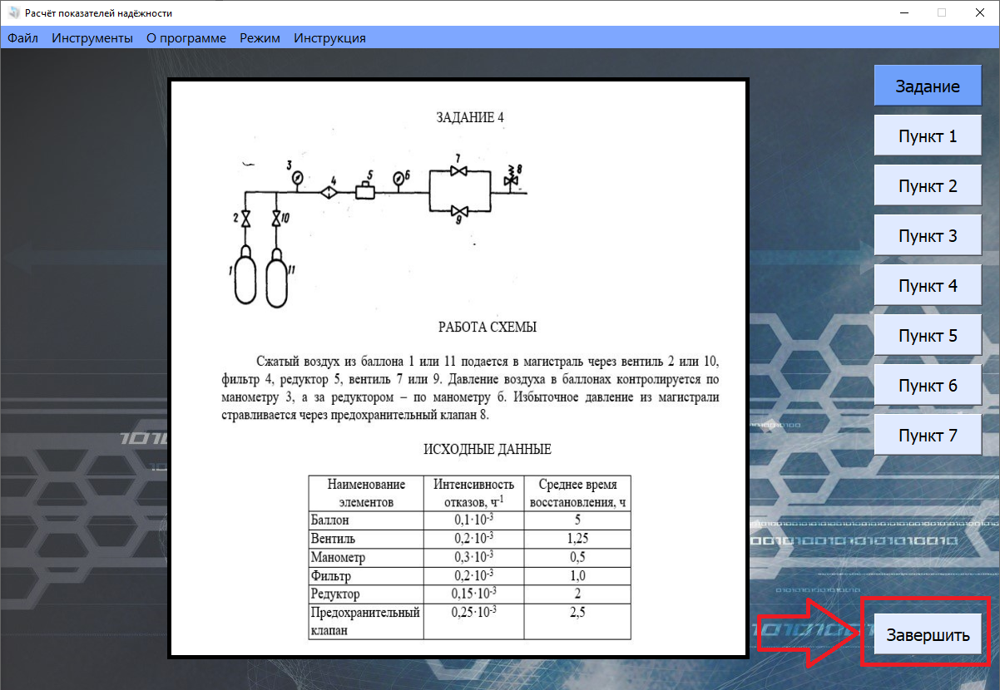 Расчёт показателей надёжности
Файл Инструменты О программе Режим Инструкция
Задание
Пункт 1
Пункт 2
Пункт 3
Пункт 4
Пункт 5
Пункт 6
Пункт 7
Завершить
ЗАДАНИЕ 4
3 4 5 6 7 8
2 10 9
1 11
РАБОТА СХЕМЫ
Сжатый воздух из баллона 1 или 11 подается в магистраль через вентиль 2 или 10,
фильтр 4, редуктор 5, вентиль 7 или 9. Давление воздуха в баллонах контролируется по
манометру 3, а за редуктором – по манометру 6. Избыточное давление из магистрали
стравливается через предохранительный клапан 8.
ИСХОДНЫЕ ДАННЫЕ
Наименование Интенсивность Среднее время
элементов отказов, ч⁻¹ восстановления, ч
Баллон 0,1·10⁻³ 5
Вентиль 0,2·10⁻³ 1,25
Манометр 0,3·10⁻³ 0,5
Фильтр 0,2·10⁻³ 1,0
Редуктор 0,15·10⁻³ 2
Предохранительный 0,25·10⁻³ 2,5
клапан